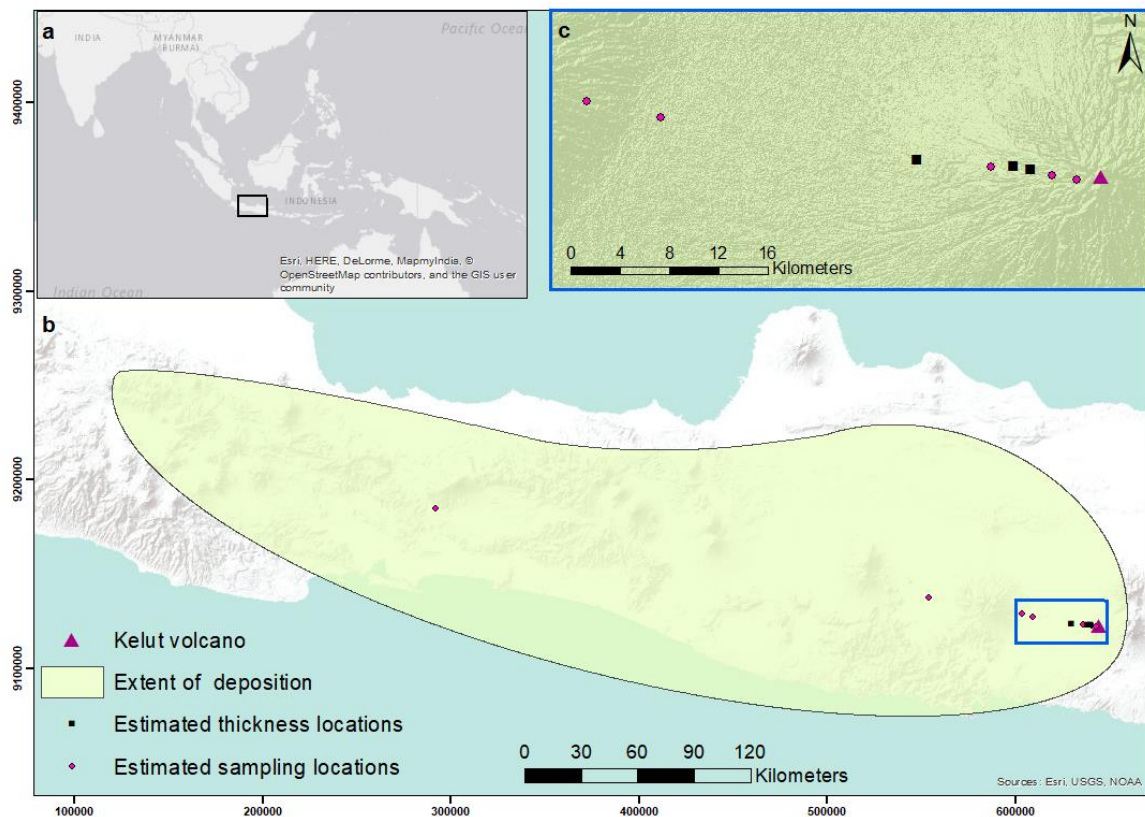 a
INDIA
MYANMAR
(BURMA)
Pacific Ocean
INDONESIA
Indian Ocean
Esri, HERE, DeLorme, MapmyIndia, ©
OpenStreetMap contributors, and the GIS user
community
c
N
0 4 8 12 16
Kilometers
b
Kelut volcano
Extent of deposition
Estimated thickness locations
Estimated sampling locations
0 30 60 90 120
Kilometers
Sources: Esri, USGS, NOAA
9400000
9300000
9200000
9100000
100000 200000 300000 400000 500000 600000